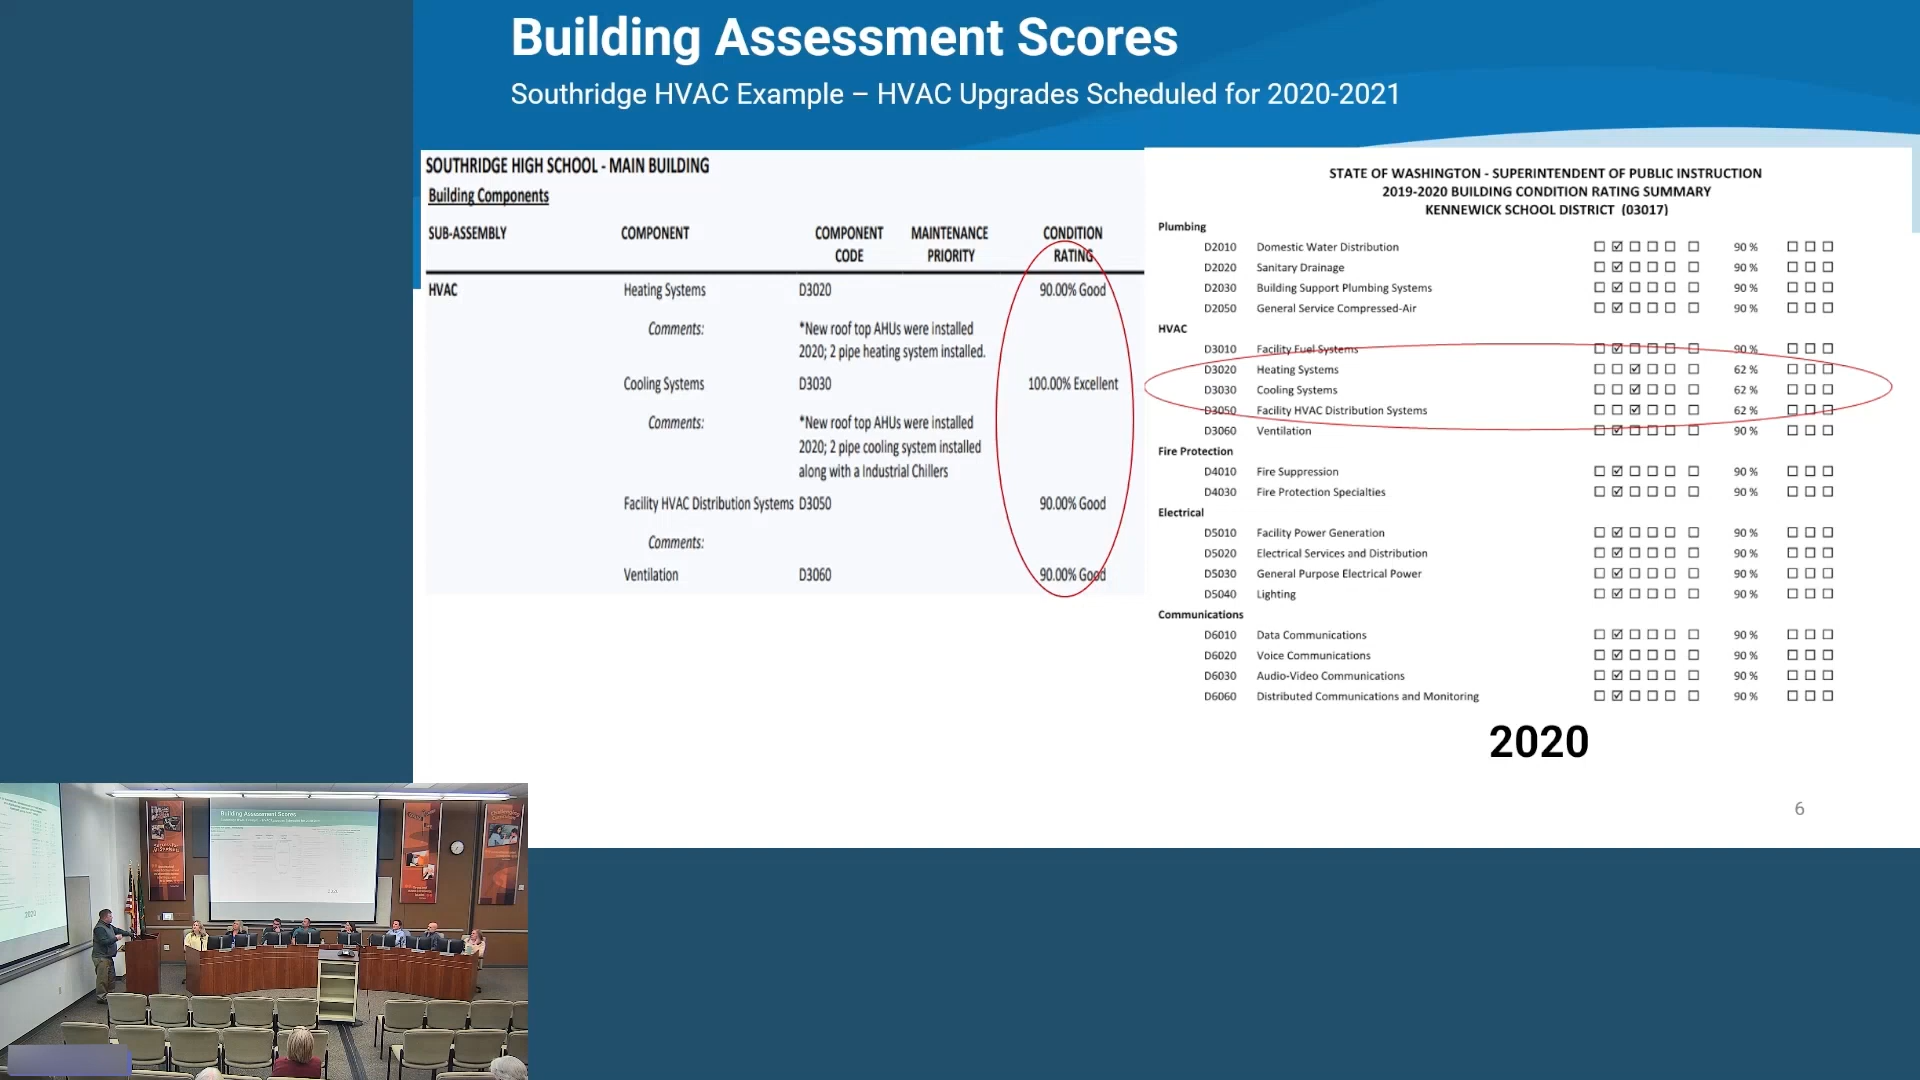 Building Assessment Scores
Southridge HVAC Example – HVAC Upgrades Scheduled for 2020-2021
SOUTHRIDGE HIGH SCHOOL - MAIN BUILDING
Building Components
SUB-ASSEMBLY COMPONENT COMPONENT CODE MAINTENANCE PRIORITY CONDITION RATING
HVAC Heating Systems D3020 90.00% Good
Comments: *New roof top AHUs were installed
2020; 2 pipe heating system installed.
Cooling Systems D3030 100.00% Excellent
Comments: *New roof top AHUs were installed
2020; 2 pipe cooling system installed
along with a Industrial Chillers
Facility HVAC Distribution Systems D3050 90.00% Good
Comments:
Ventilation D3060 90.00% Good
STATE OF WASHINGTON - SUPERINTENDENT OF PUBLIC INSTRUCTION
2019-2020 BUILDING CONDITION RATING SUMMARY
KENNEWICK SCHOOL DISTRICT (03017)
Plumbing
D2010 Domestic Water Distribution 90 %
D2020 Sanitary Drainage 90 %
D2030 Building Support Plumbing Systems 90 %
D2050 General Service Compressed-Air 90 %
HVAC
D3010 Facility Fuel Systems 90 %
D3020 Heating Systems 62 %
D3030 Cooling Systems 62 %
D3050 Facility HVAC Distribution Systems 62 %
D3060 Ventilation 90 %
Fire Protection
D4010 Fire Suppression 90 %
D4030 Fire Protection Specialties 90 %
Electrical
D5010 Facility Power Generation 90 %
D5020 Electrical Services and Distribution 90 %
D5030 General Purpose Electrical Power 90 %
D5040 Lighting 90 %
Communications
D6010 Data Communications 90 %
D6020 Voice Communications 90 %
D6030 Audio-Video Communications 90 %
D6060 Distributed Communications and Monitoring 90 %
2020
6
Building Assessment Scores